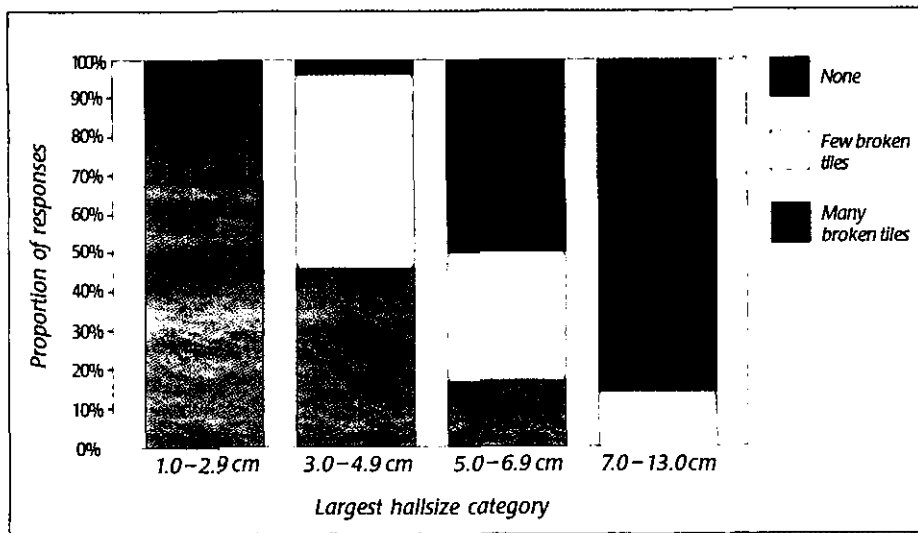 100%
90%
80%
70%
60%
50%
40%
30%
20%
10%
0%
Proportion of responses
1.0–2.9 cm
3.0–4.9 cm
5.0–6.9 cm
7.0–13.0 cm
Largest hailsize category
None
Few broken
tiles
Many
broken tiles